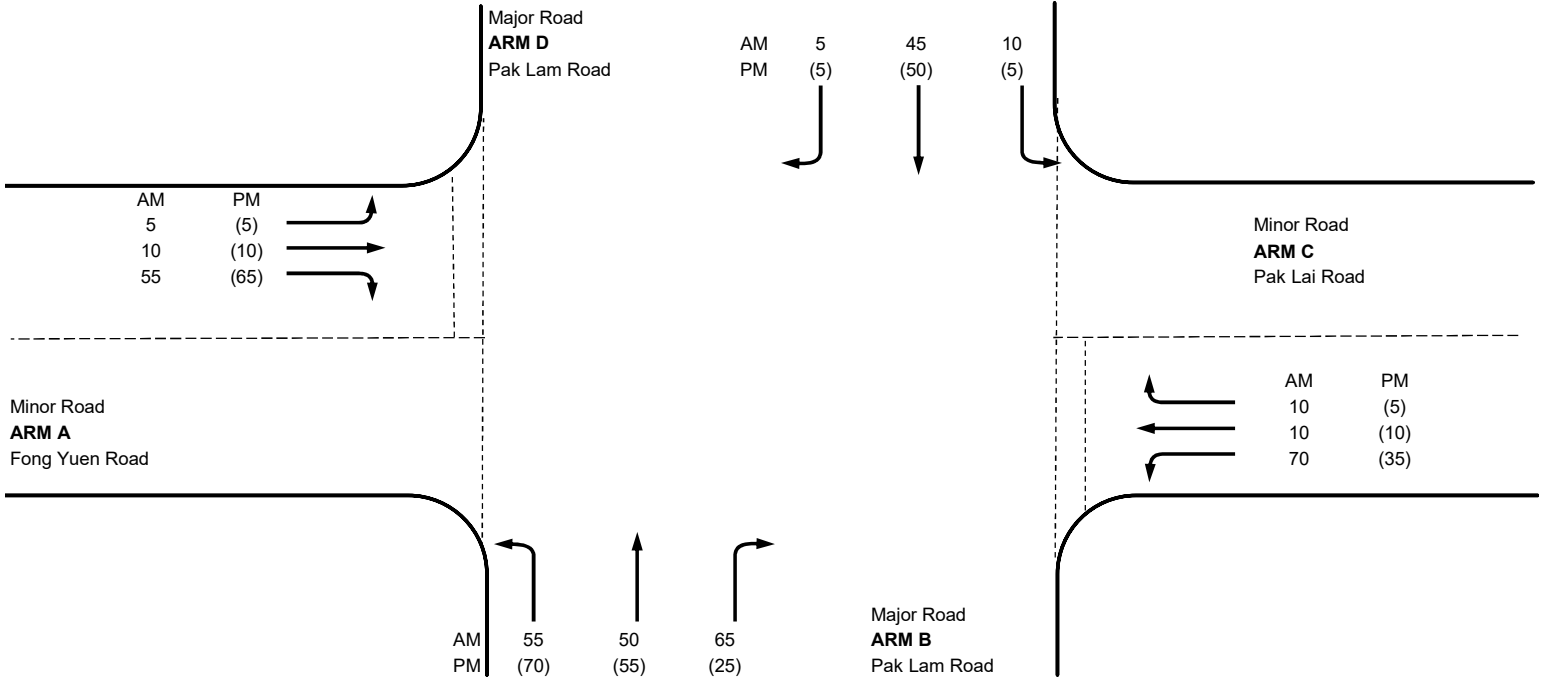 Major Road
ARM D
Pak Lam Road
AM 5 45 10
PM (5) (50) (5)
AM PM
5 (5)
10 (10)
55 (65)
Minor Road
ARM C
Pak Lai Road
Minor Road
ARM A
Fong Yuen Road
AM PM
10 (5)
10 (10)
70 (35)
AM 55 50 65
PM (70) (55) (25)
Major Road
ARM B
Pak Lam Road